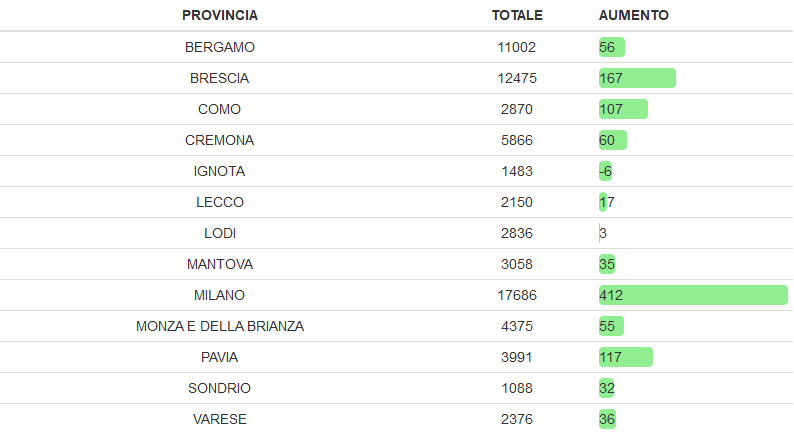 PROVINCIA TOTALE AUMENTO
BERGAMO 11002 56
BRESCIA 12475 167
COMO 2870 107
CREMONA 5866 60
IGNOTA 1483 -6
LECCO 2150 17
LODI 2836 3
MANTOVA 3058 35
MILANO 17686 412
MONZA E DELLA BRIANZA 4375 55
PAVIA 3991 117
SONDRIO 1088 32
VARESE 2376 36